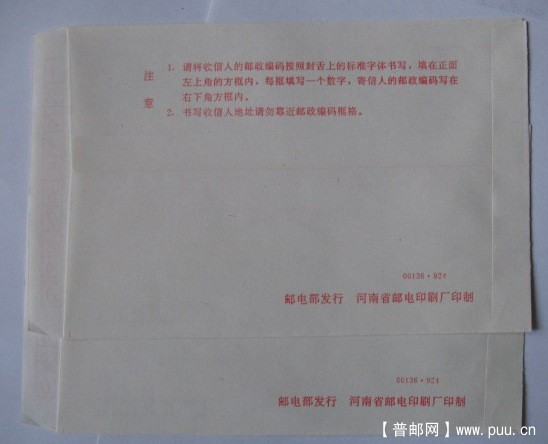 注意
1. 请将收信人的邮政编码按照封舌上的标准字体书写，填在正面
左上角的方框内，每框填写一个数字，寄信人的邮政编码写在
右下角方框内。
2. 书写收信人地址请勿靠近邮政编码框格。
00136·924
邮电部发行 河南省邮电印刷厂印制
00136·924
邮电部发行 河南省邮电印刷厂印制
【普邮网】www.puu.cn